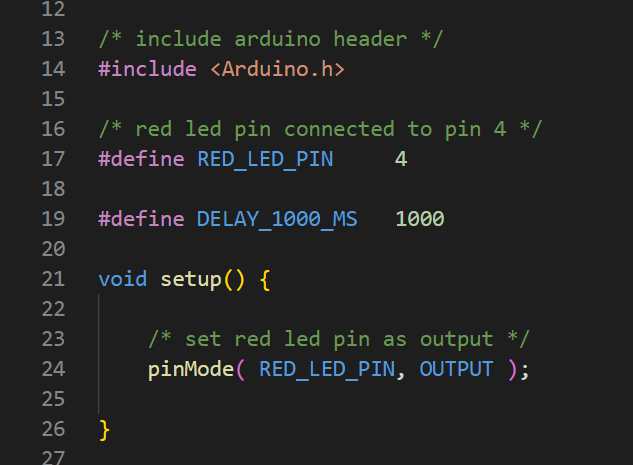 12
13 /* include arduino header */
14 #include <Arduino.h>
15
16 /* red led pin connected to pin 4 */
17 #define RED_LED_PIN     4
18
19 #define DELAY_1000_MS   1000
20
21 void setup() {
22
23     /* set red led pin as output */
24     pinMode( RED_LED_PIN, OUTPUT );
25
26 }
27